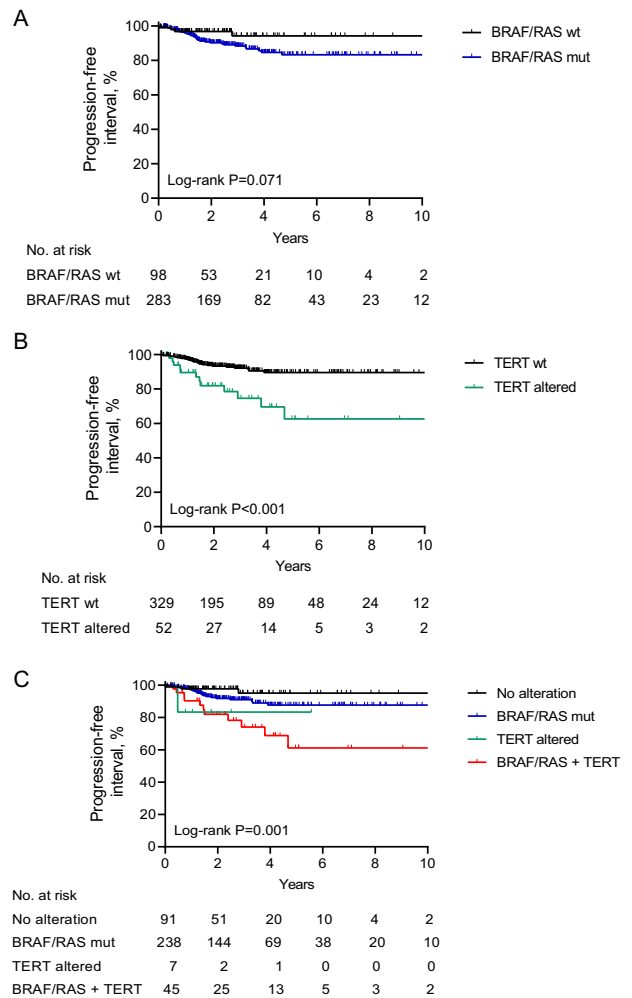 A
Progression-free
interval, %
100
80
60
40
20
0
Log-rank P=0.071
0 2 4 6 8 10
Years
BRAF/RAS wt
BRAF/RAS mut
No. at risk
BRAF/RAS wt 98 53 21 10 4 2
BRAF/RAS mut 283 169 82 43 23 12
B
Progression-free
interval, %
100
80
60
40
20
0
Log-rank P<0.001
0 2 4 6 8 10
Years
TERT wt
TERT altered
No. at risk
TERT wt 329 195 89 48 24 12
TERT altered 52 27 14 5 3 2
C
Progression-free
interval, %
100
80
60
40
20
0
Log-rank P=0.001
0 2 4 6 8 10
Years
No alteration
BRAF/RAS mut
TERT altered
BRAF/RAS + TERT
No. at risk
No alteration 91 51 20 10 4 2
BRAF/RAS mut 238 144 69 38 20 10
TERT altered 7 2 1 0 0 0
BRAF/RAS + TERT 45 25 13 5 3 2